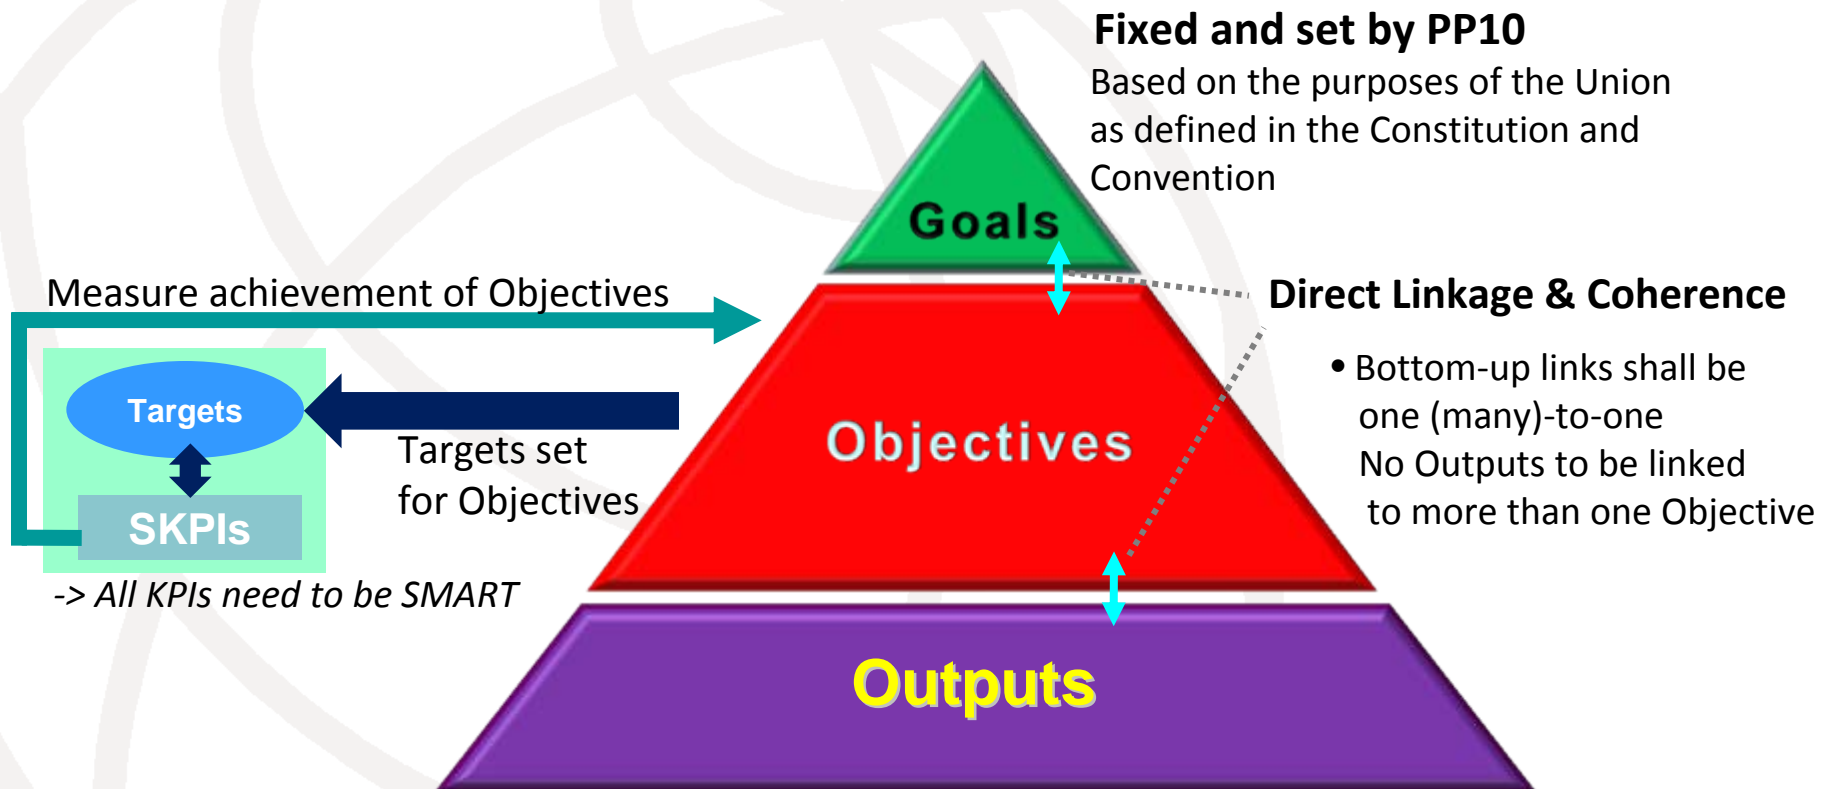 Fixed and set by PP10
Based on the purposes of the Union
as defined in the Constitution and
Convention
Goals
Measure achievement of Objectives
Direct Linkage & Coherence
• Bottom-up links shall be
one (many)-to-one
No Outputs to be linked
to more than one Objective
Targets
Targets set
for Objectives
Objectives
SKPIs
-> All KPIs need to be SMART
Outputs